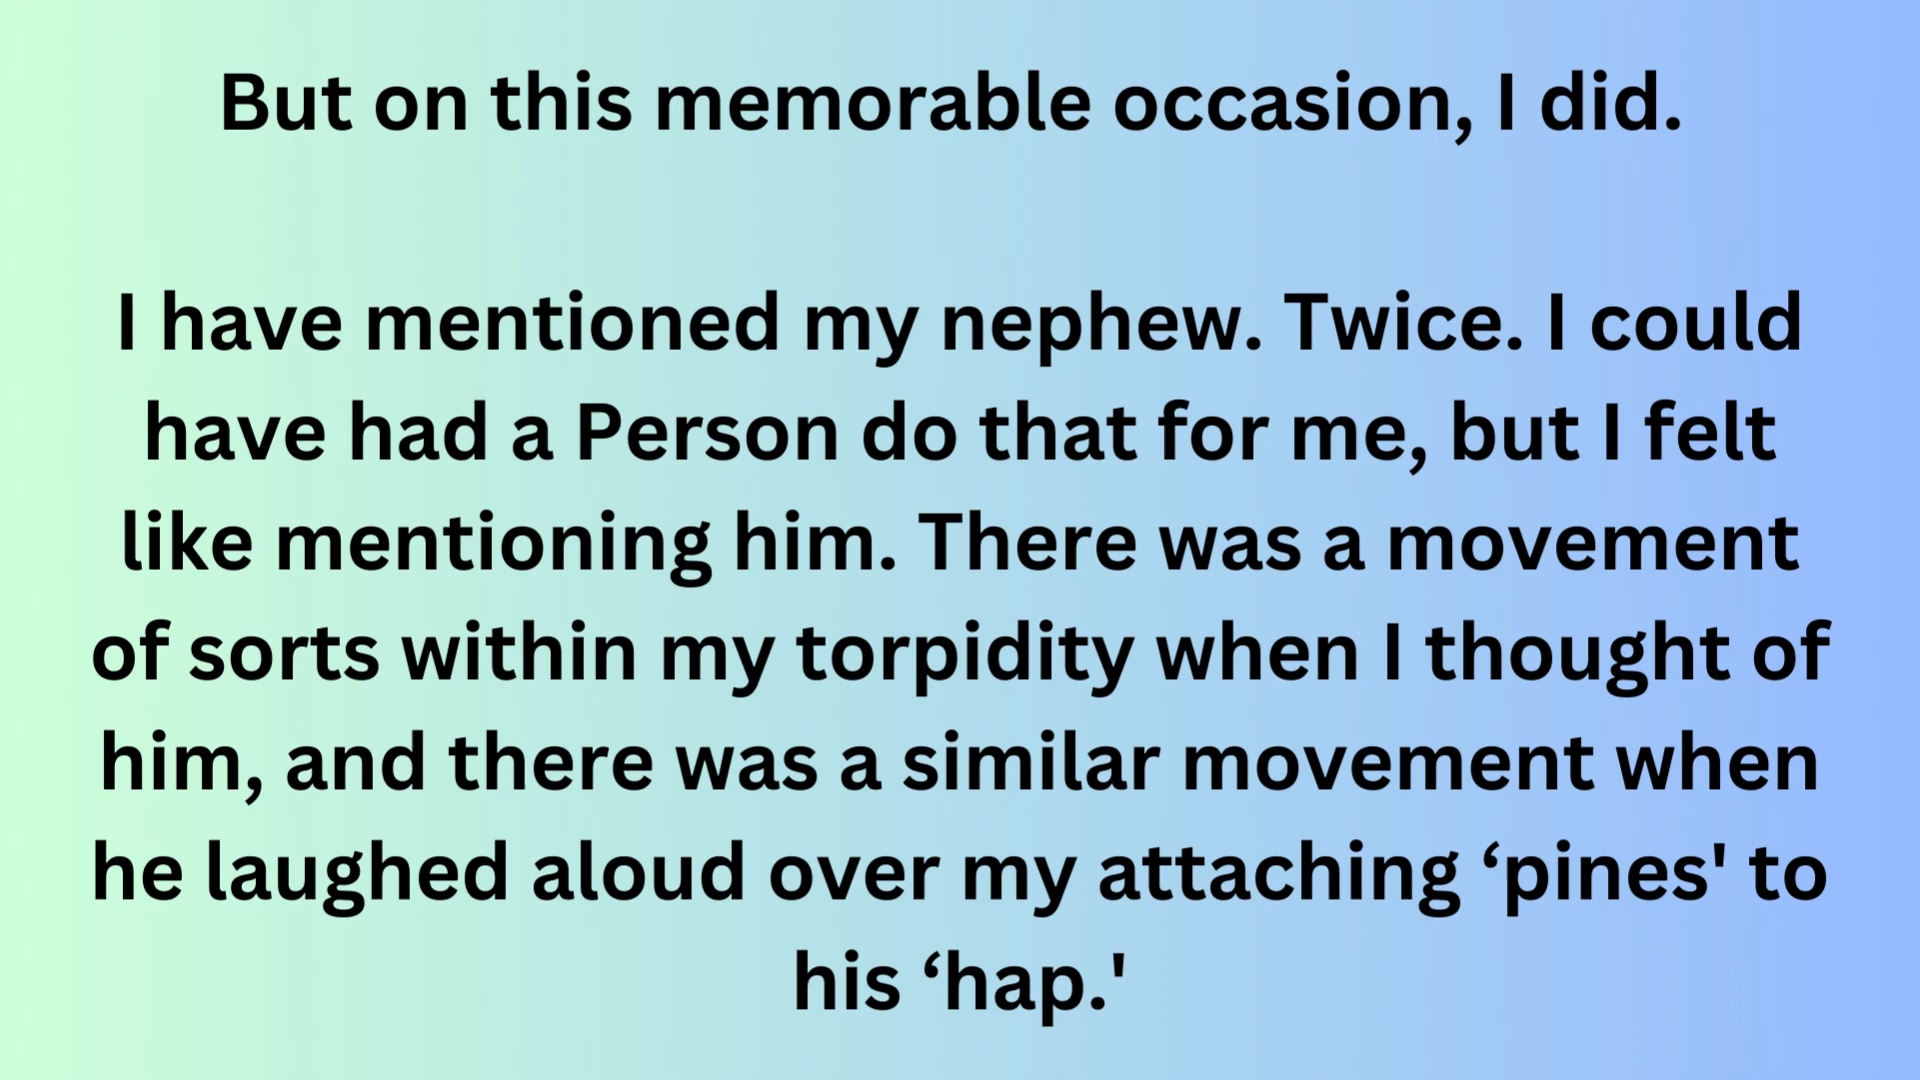 But on this memorable occasion, I did.
I have mentioned my nephew. Twice. I could
have had a Person do that for me, but I felt
like mentioning him. There was a movement
of sorts within my torpidity when I thought of
him, and there was a similar movement when
he laughed aloud over my attaching ‘pines' to
his ‘hap.'